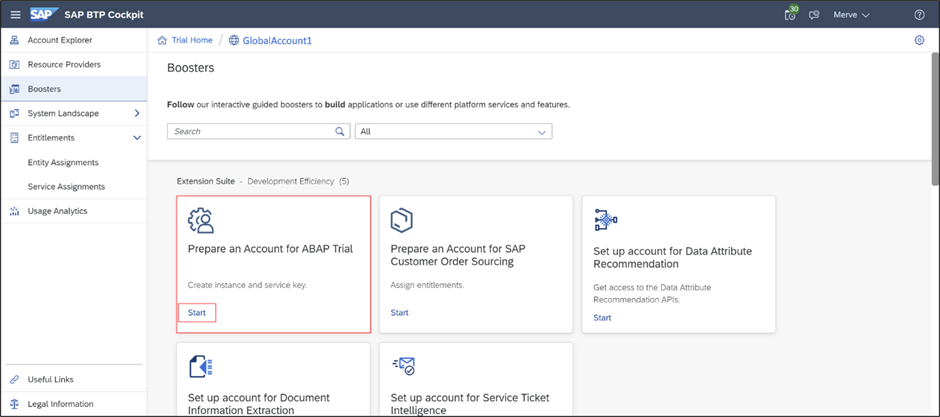 SAP SAP BTP Cockpit
30
Merve
Account Explorer
Resource Providers
Boosters
System Landscape
Entitlements
Entity Assignments
Service Assignments
Usage Analytics
Useful Links
Legal Information
Trial Home / GlobalAccount1
Boosters
Follow our interactive guided boosters to build applications or use different platform services and features.
Search
All
Extension Suite - Development Efficiency (5)
Prepare an Account for ABAP Trial
Create instance and service key.
Start
Prepare an Account for SAP
Customer Order Sourcing
Assign entitlements.
Start
Set up account for Data Attribute
Recommendation
Get access to the Data Attribute
Recommendation APIs.
Start
Set up account for Document
Information Extraction
Set up account for Service Ticket
Intelligence